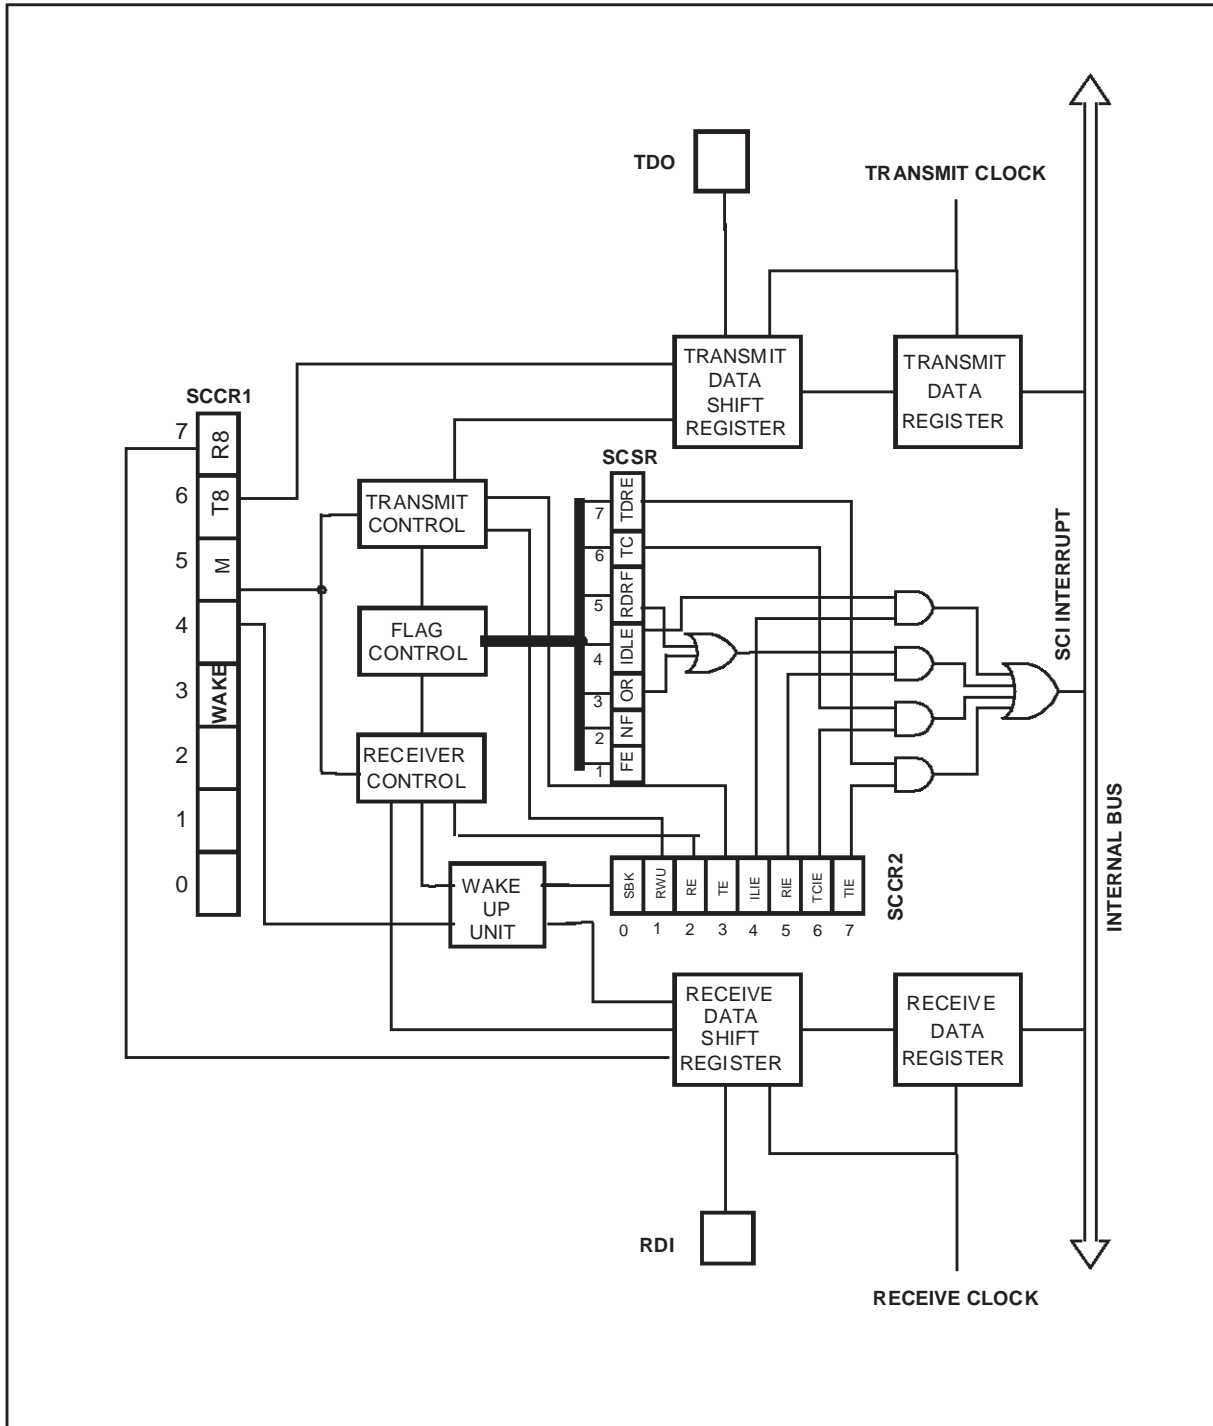 TDO
TRANSMIT CLOCK
TRANSMIT
DATA
SHIFT
REGISTER
TRANSMIT
DATA
REGISTER
SCCR1
7
R8
6
T8
5
M
4
3
WAKE
2
1
0
TRANSMIT
CONTROL
FLAG
CONTROL
RECEIVER
CONTROL
SCSR
7
TDRE
6
TC
5
RDRF
4
IDLE
3
OR
2
NF
1
FE
SCI INTERRUPT
INTERNAL BUS
WAKE
UP
UNIT
SBK
RWU
RE
TE
ILIE
RIE
TCIE
TIE
SCCR2
0 1 2 3 4 5 6 7
RECEIVE
DATA
SHIFT
REGISTER
RECEIVE
DATA
REGISTER
RDI
RECEIVE CLOCK